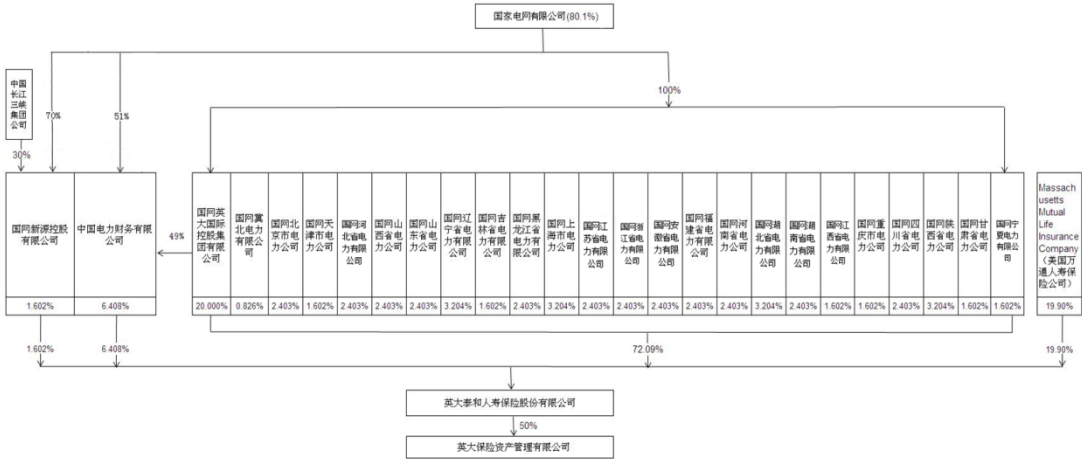 国家电网有限公司(80.1%)
中国
长江
三峡
集团
公司
70%
51%
100%
30%
国网新源控股
有限公司
中国电力财务有
限公司
49%
国网英
大国际
控股集
团有限
公司
国网冀
北电力
有限公
司
国网北
京市电
力公司
国网天
津市电
力公司
国网河
北省电
力有限
公司
国网山
西省电
力公司
国网山
东省电
力公司
国网辽
宁省电
力有限
公司
国网吉
林省电
力有限
公司
国网黑
龙江省
电力有
限公司
国网上
海市电
力公司
国网江
苏省电
力有限
公司
国网浙
江省电
力有限
公司
国网安
徽省电
力有限
公司
国网福
建省电
力有限
公司
国网河
南省电
力公司
国网湖
北省电
力有限
公司
国网湖
南省电
力有限
公司
国网江
西省电
力有限
公司
国网重
庆市电
力公司
国网四
川省电
力公司
国网陕
西省电
力公司
国网甘
肃省电
力公司
国网宁
夏电力
有限公
司
Massach
usetts
Mutual
Life
Insurance
Company
（美国万
通人寿保
险公司）
1.602%
6.408%
20.000%
0.826%
2.403%
1.602%
2.403%
2.403%
2.403%
3.204%
1.602%
2.403%
3.204%
2.403%
2.403%
2.403%
2.403%
2.403%
3.204%
2.403%
1.602%
1.602%
2.403%
3.204%
1.602%
1.602%
19.90%
1.602%
6.408%
72.09%
19.90%
英大泰和人寿保险股份有限公司
50%
英大保险资产管理有限公司